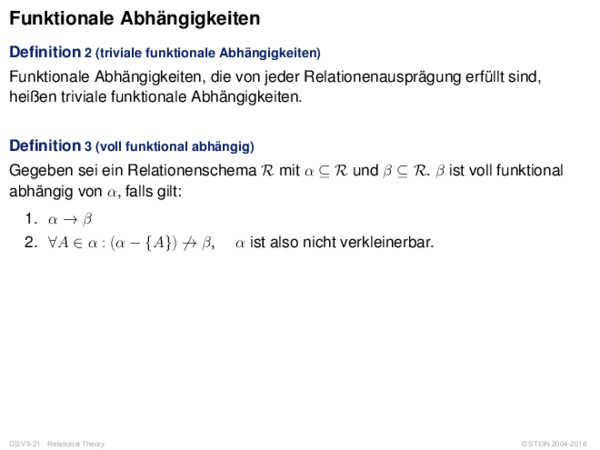 Funktionale Abhängigkeiten
Definition 2 (triviale funktionale Abhängigkeiten)
Funktionale Abhängigkeiten, die von jeder Relationenausprägung erfüllt sind,
heißen triviale funktionale Abhängigkeiten.
Definition 3 (voll funktional abhängig)
Gegeben sei ein Relationenschema ℛ mit α ⊆ ℛ und β ⊆ ℛ. β ist voll funktional
abhängig von α, falls gilt:
1. α → β
2. ∀A ∈ α : (α − {A}) ↛ β, α ist also nicht verkleinerbar.
DB:VII-21 Relational Theory
© STEIN 2004-2018